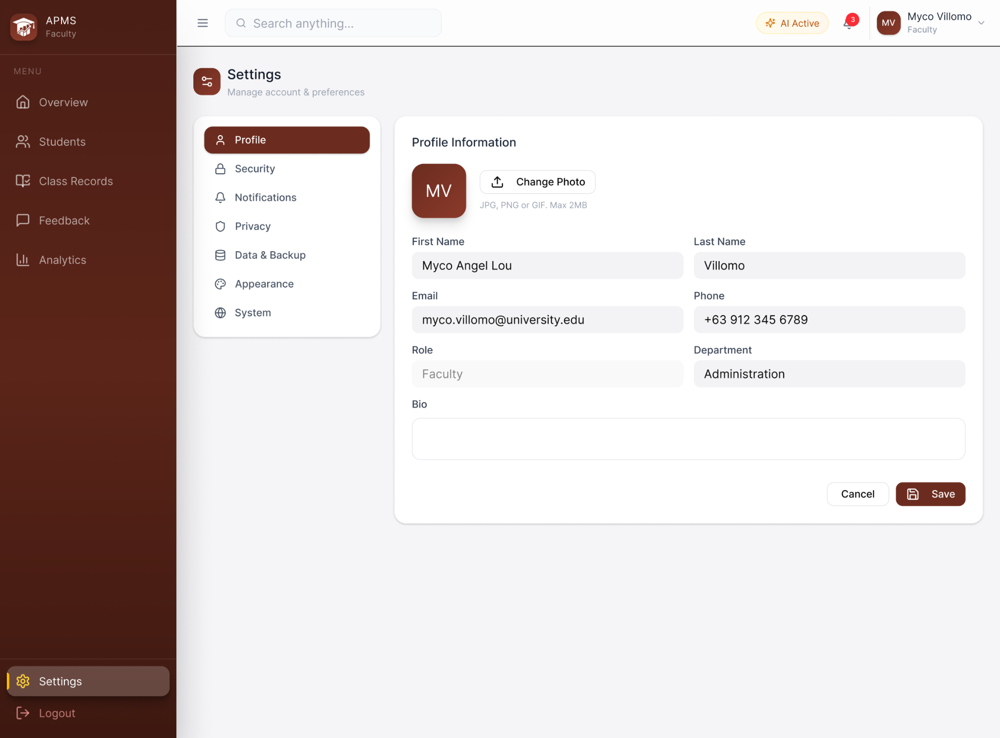 APMS
Faculty
MENU
Overview
Students
Class Records
Feedback
Analytics
Settings
Logout
Search anything...
AI Active
3
MV
Myco Villomo
Faculty
Settings
Manage account & preferences
Profile
Security
Notifications
Privacy
Data & Backup
Appearance
System
Profile Information
MV
Change Photo
JPG, PNG or GIF. Max 2MB
First Name
Myco Angel Lou
Last Name
Villomo
Email
myco.villomo@university.edu
Phone
+63 912 345 6789
Role
Faculty
Department
Administration
Bio
Cancel
Save